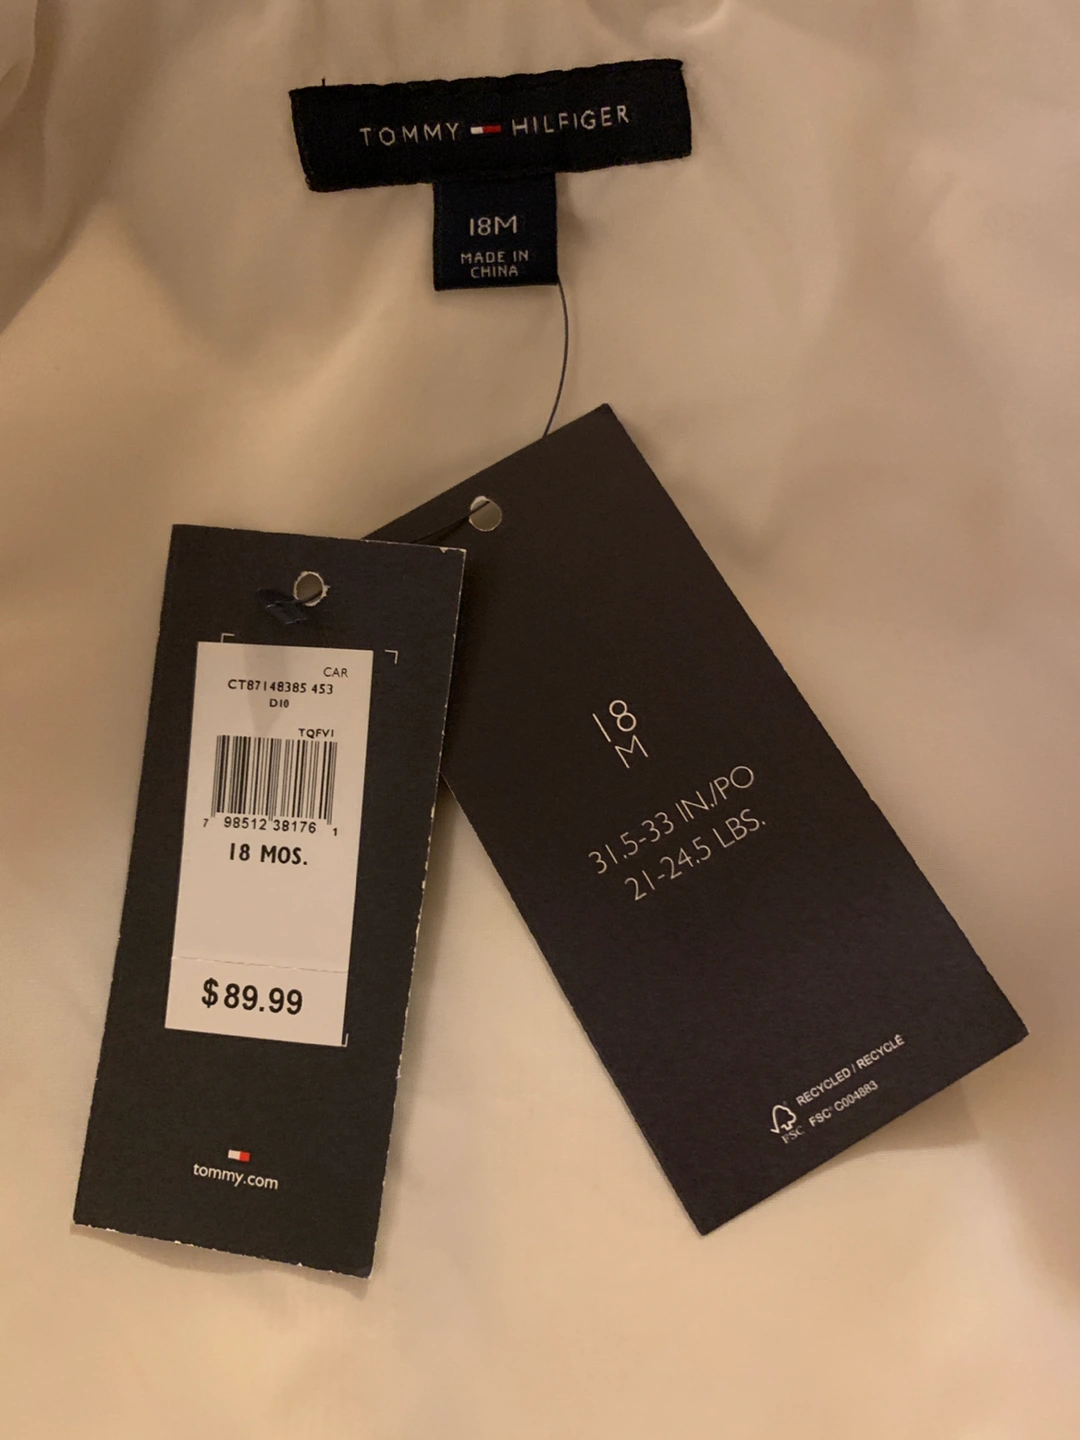 TOMMY HILFIGER
18M
MADE IN
CHINA
CAR
CT87148385 453
D10
TQFV1
7 98512 38176 1
18 MOS.
$89.99
tommy.com
18
M
31.5-33 IN./PO
21-24.5 LBS.
RECYCLED / RECYCLÉ
FSC FSC® C004883